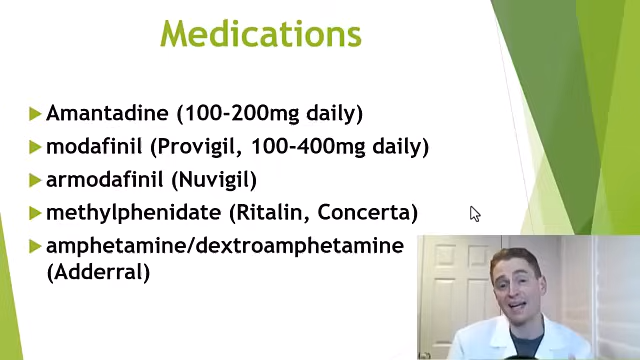 Medications
Amantadine (100-200mg daily)
modafinil (Provigil, 100-400mg daily)
armodafinil (Nuvigil)
methylphenidate (Ritalin, Concerta)
amphetamine/dextroamphetamine
(Adderral)